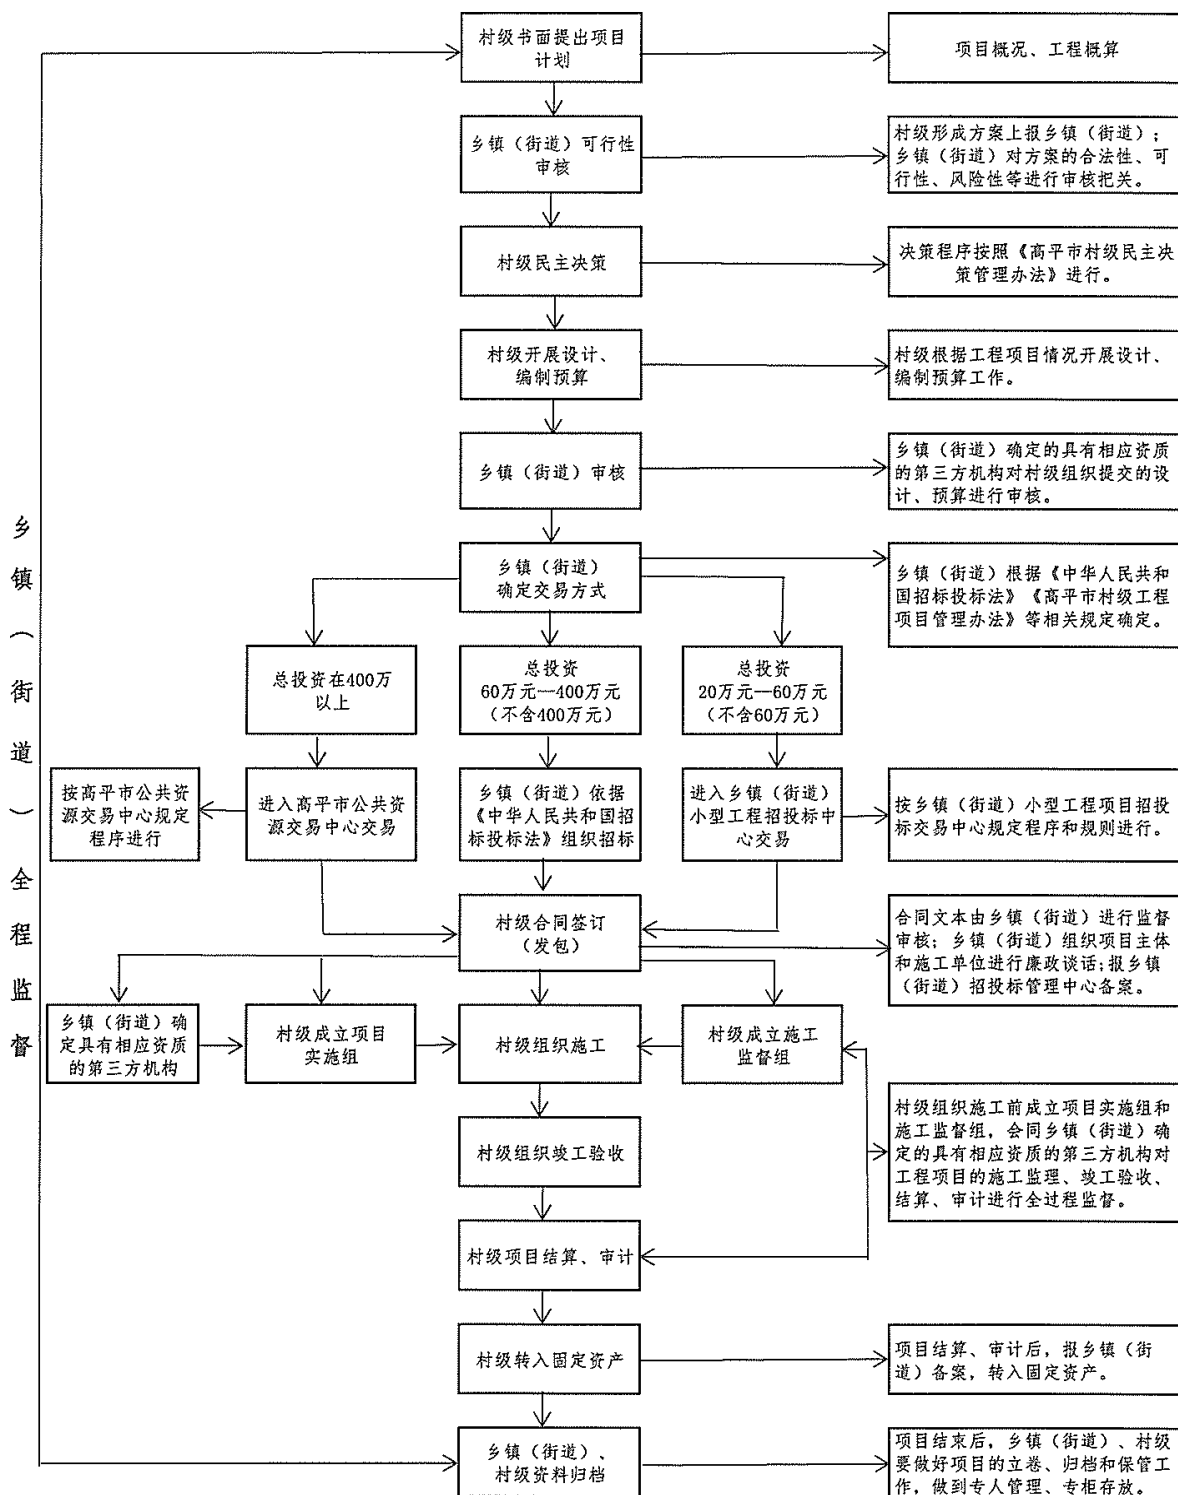 村级书面提出项目
计划
项目概况、工程概算
乡镇（街道）可行性
审核
村级形成方案上报乡镇（街道）；
乡镇（街道）对方案的合法性、可
行性、风险性等进行审核把关。
村级民主决策
决策程序按照《高平市村级民主决
策管理办法》进行。
村级开展设计、
编制预算
村级根据工程项目情况开展设计、
编制预算工作。
乡镇（街道）审核
乡镇（街道）确定的具有相应资质
的第三方机构对村级组织提交的设
计、预算进行审核。
乡镇（街道）
确定交易方式
乡镇（街道）根据《中华人民共和
国招标投标法》《高平市村级工程
项目管理办法》等相关规定确定。
总投资在400万
以上
总投资
60万元—400万元
（不含400万元）
总投资
20万元—60万元
（不含60万元）
按高平市公共资
源交易中心规定
程序进行
进入高平市公共资
源交易中心交易
乡镇（街道）依据
《中华人民共和国招
标投标法》组织招标
进入乡镇（街道）
小型工程招投标中
心交易
按乡镇（街道）小型工程项目招投
标交易中心规定程序和规则进行。
村级合同签订
（发包）
合同文本由乡镇（街道）进行监督
审核；乡镇（街道）组织项目主体
和施工单位进行廉政谈话；报乡镇
（街道）招投标管理中心备案。
乡镇（街道）确
定具有相应资质
的第三方机构
村级成立项目
实施组
村级组织施工
村级成立施工
监督组
村级组织施工前成立项目实施组和
施工监督组，会同乡镇（街道）确
定的具有相应资质的第三方机构对
工程项目的施工监理、竣工验收、
结算、审计进行全过程监督。
村级组织竣工验收
村级项目结算、审计
村级转入固定资产
项目结算、审计后，报乡镇（街
道）备案，转入固定资产。
乡镇（街道）、
村级资料归档
项目结束后，乡镇（街道）、村级
要做好项目的立卷、归档和保管工
作，做到专人管理、专柜存放。
乡镇（街道）全程监督